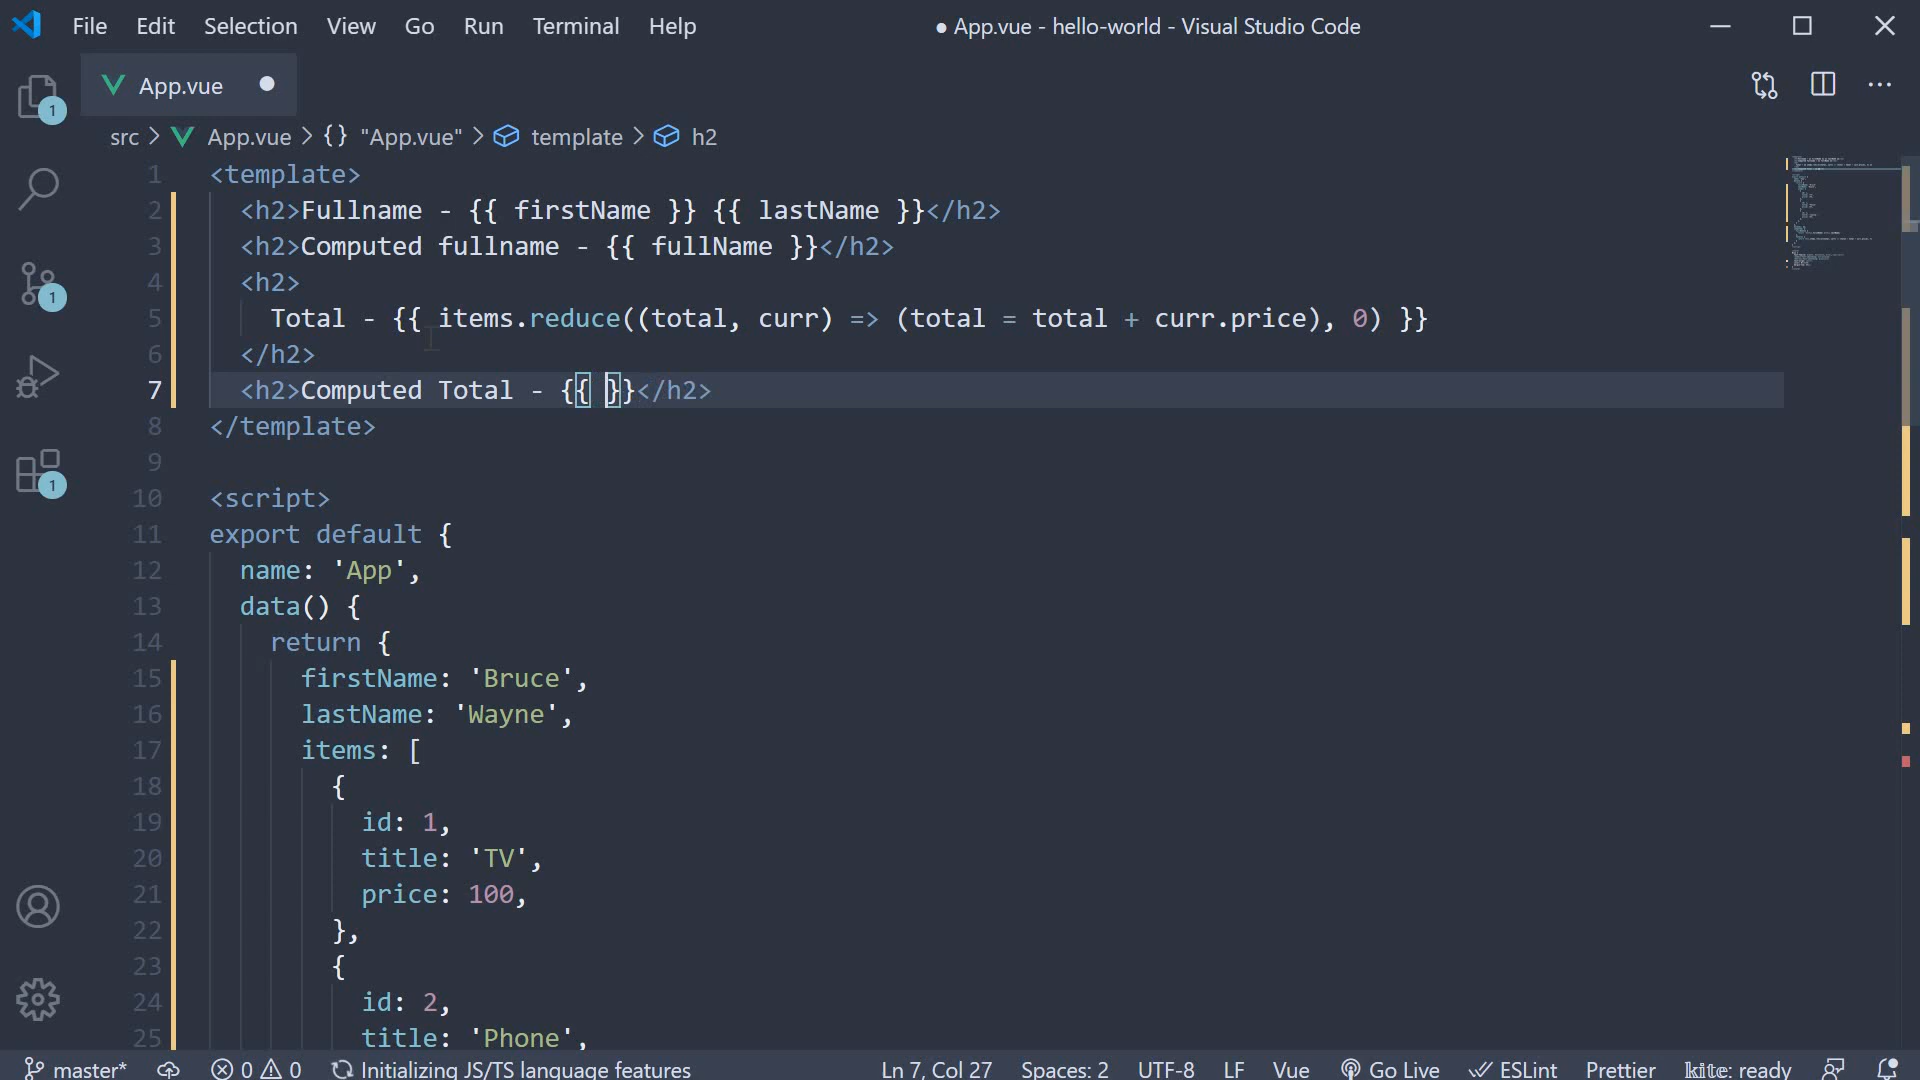 File Edit Selection View Go Run Terminal Help ● App.vue - hello-world - Visual Studio Code
App.vue
src > App.vue > {} "App.vue" > template > h2
1 <template>
2 <h2>Fullname - {{ firstName }} {{ lastName }}</h2>
3 <h2>Computed fullname - {{ fullName }}</h2>
4 <h2>
5 Total - {{ items.reduce((total, curr) => (total = total + curr.price), 0) }}
6 </h2>
7 <h2>Computed Total - {{ }}</h2>
8 </template>
9
10 <script>
11 export default {
12 name: 'App',
13 data() {
14 return {
15 firstName: 'Bruce',
16 lastName: 'Wayne',
17 items: [
18 {
19 id: 1,
20 title: 'TV',
21 price: 100,
22 },
23 {
24 id: 2,
25 title: 'Phone',
1
1
1
master* 0 0 Initializing JS/TS language features Ln 7, Col 27 Spaces: 2 UTF-8 LF Vue Go Live ESLint Prettier kite: ready